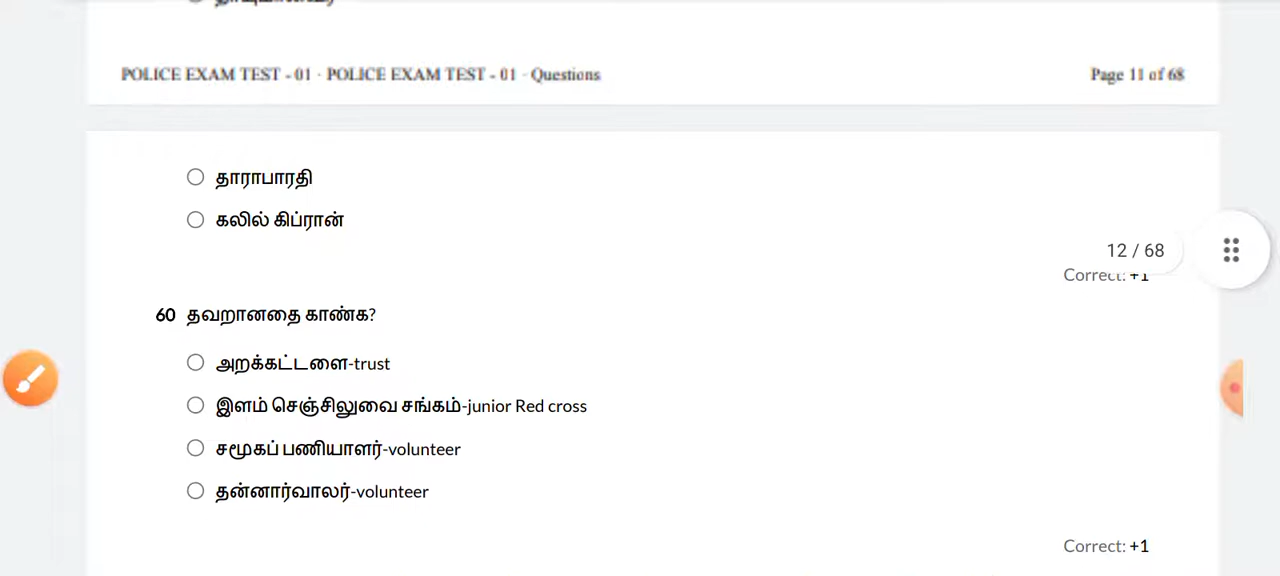 POLICE EXAM TEST - 01 · POLICE EXAM TEST - 01 - Questions
Page 11 of 68
தாராபாரதி
கலில் கிப்ரான்
12 / 68
Correct: +1
60 தவறானதை காண்க?
அறக்கட்டளை-trust
இளம் செஞ்சிலுவை சங்கம்-junior Red cross
சமூகப் பணியாளர்-volunteer
தன்னார்வாலர்-volunteer
Correct: +1